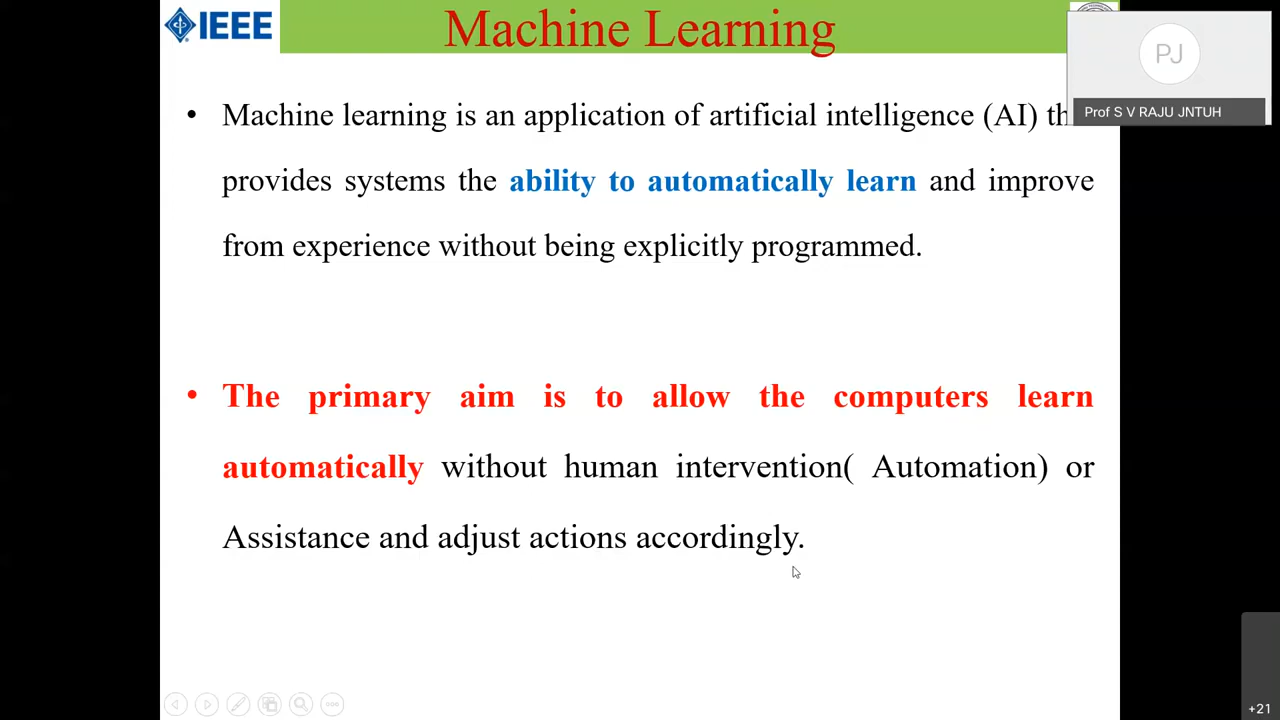 IEEE
Machine Learning
PJ
Prof S V RAJU JNTUH
• Machine learning is an application of artificial intelligence (AI)
provides systems the ability to automatically learn and improve
from experience without being explicitly programmed.
• The primary aim is to allow the computers learn
automatically without human intervention( Automation) or
Assistance and adjust actions accordingly.
+21